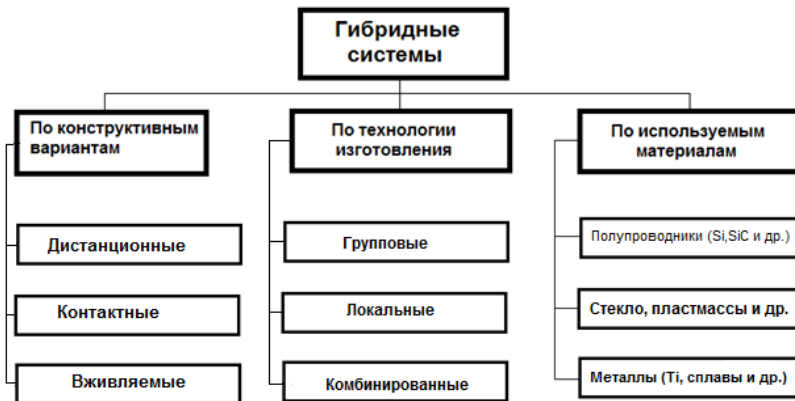 Гибридные
системы
По конструктивным
вариантам
Дистанционные
Контактные
Вживляемые
По технологии
изготовления
Групповые
Локальные
Комбинированные
По используемым
материалам
Полупроводники (Si,SiC и др.)
Стекло, пластмассы и др.
Металлы (Ti, сплавы и др.)